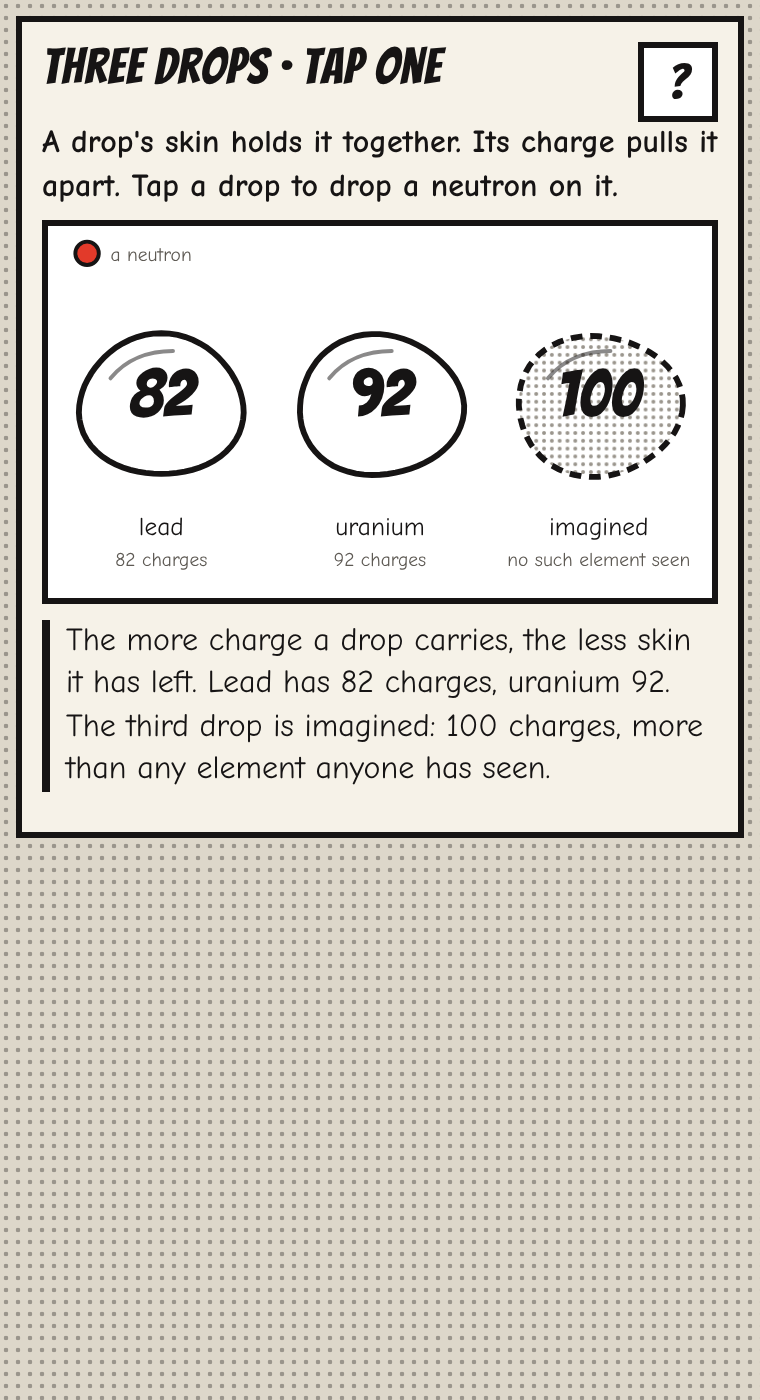 THREE DROPS • TAP ONE
?
A drop's skin holds it together. Its charge pulls it
apart. Tap a drop to drop a neutron on it.
a neutron
82
92
100
lead
uranium
imagined
82 charges
92 charges
no such element seen
The more charge a drop carries, the less skin
it has left. Lead has 82 charges, uranium 92.
The third drop is imagined: 100 charges, more
than any element anyone has seen.